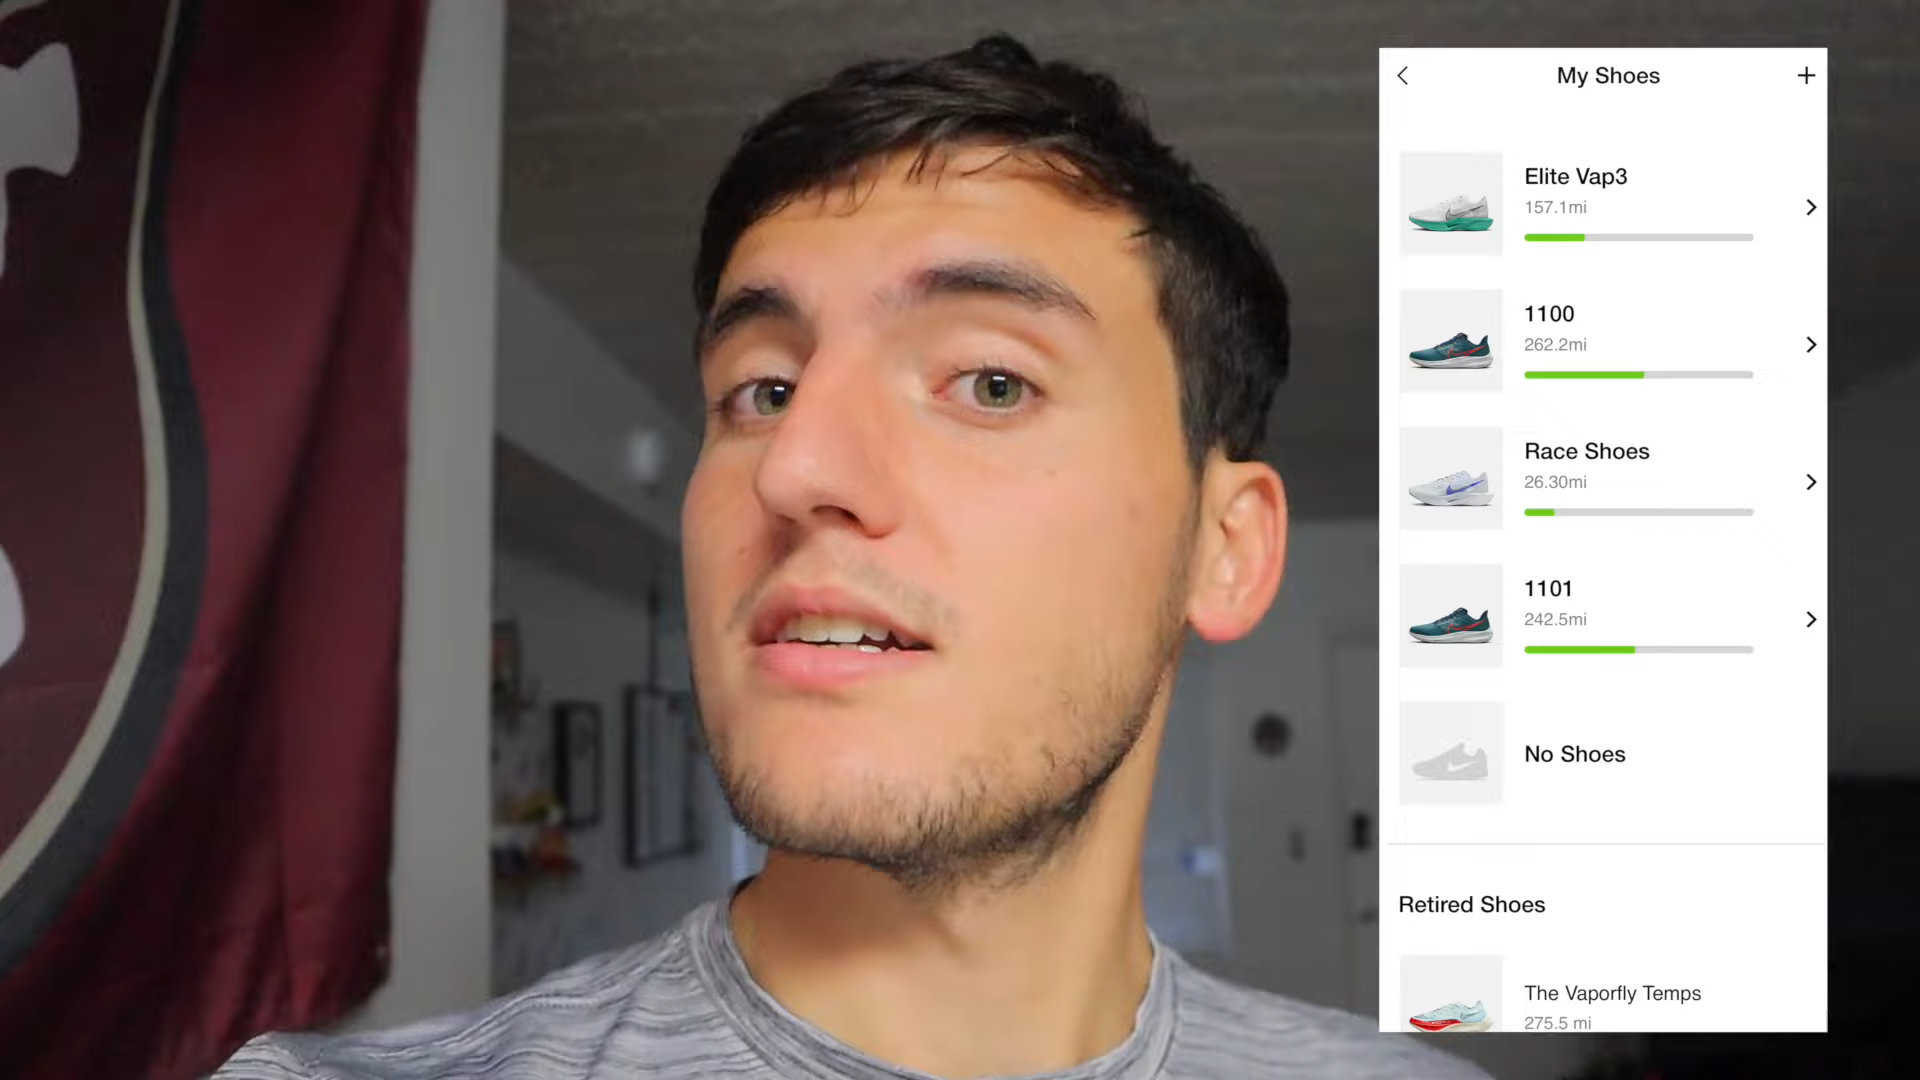 My Shoes
Elite Vap3
157.1mi
1100
262.2mi
Race Shoes
26.30mi
1101
242.5mi
No Shoes
Retired Shoes
The Vaporfly Temps
275.5 mi